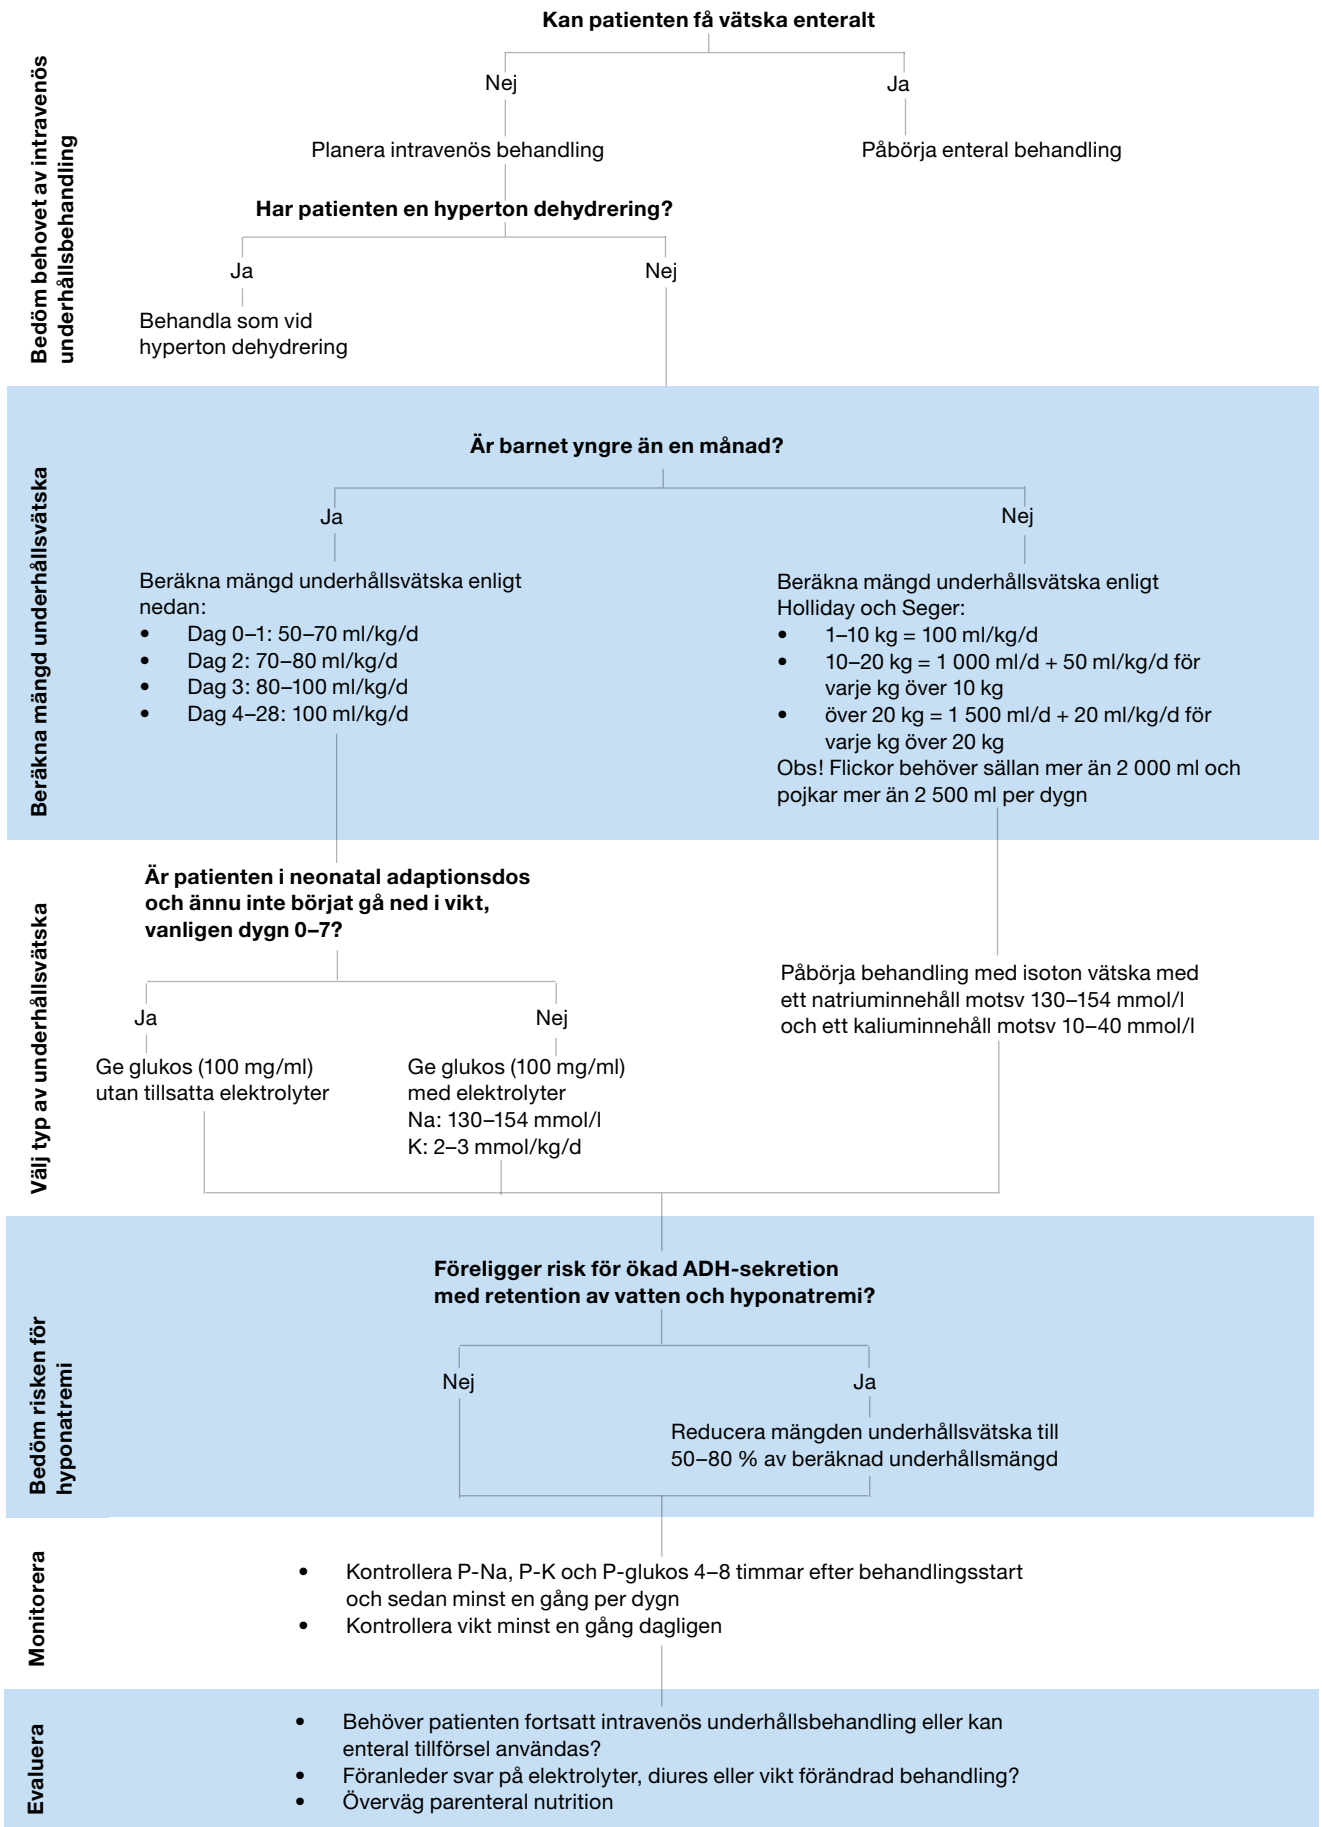 Kan patienten få vätska enteralt
Bedöm behovet av intravenös
underhållsbehandling
Nej
Ja
Planera intravenös behandling
Påbörja enteral behandling
Har patienten en hyperton dehydrering?
Ja
Nej
Behandla som vid
hyperton dehydrering
Beräkna mängd underhållsvätska
Är barnet yngre än en månad?
Ja
Nej
Beräkna mängd underhållsvätska enligt
nedan:
• Dag 0–1: 50–70 ml/kg/d
• Dag 2: 70–80 ml/kg/d
• Dag 3: 80–100 ml/kg/d
• Dag 4–28: 100 ml/kg/d
Beräkna mängd underhållsvätska enligt
Holliday och Seger:
• 1–10 kg = 100 ml/kg/d
• 10–20 kg = 1 000 ml/d + 50 ml/kg/d för
varje kg över 10 kg
• över 20 kg = 1 500 ml/d + 20 ml/kg/d för
varje kg över 20 kg
Obs! Flickor behöver sällan mer än 2 000 ml och
pojkar mer än 2 500 ml per dygn
Välj typ av underhållsvätska
Är patienten i neonatal adaptionsdos
och ännu inte börjat gå ned i vikt,
vanligen dygn 0–7?
Ja
Nej
Ge glukos (100 mg/ml)
utan tillsatta elektrolyter
Ge glukos (100 mg/ml)
med elektrolyter
Na: 130–154 mmol/l
K: 2–3 mmol/kg/d
Påbörja behandling med isoton vätska med
ett natriuminnehåll motsv 130–154 mmol/l
och ett kaliuminnehåll motsv 10–40 mmol/l
Bedöm risken för
hyponatremi
Föreligger risk för ökad ADH-sekretion
med retention av vatten och hyponatremi?
Nej
Ja
Reducera mängden underhållsvätska till
50–80 % av beräknad underhållsmängd
Monitorera
• Kontrollera P-Na, P-K och P-glukos 4–8 timmar efter behandlingsstart
och sedan minst en gång per dygn
• Kontrollera vikt minst en gång dagligen
Evaluera
• Behöver patienten fortsatt intravenös underhållsbehandling eller kan
enteral tillförsel användas?
• Föranleder svar på elektrolyter, diures eller vikt förändrad behandling?
• Överväg parenteral nutrition